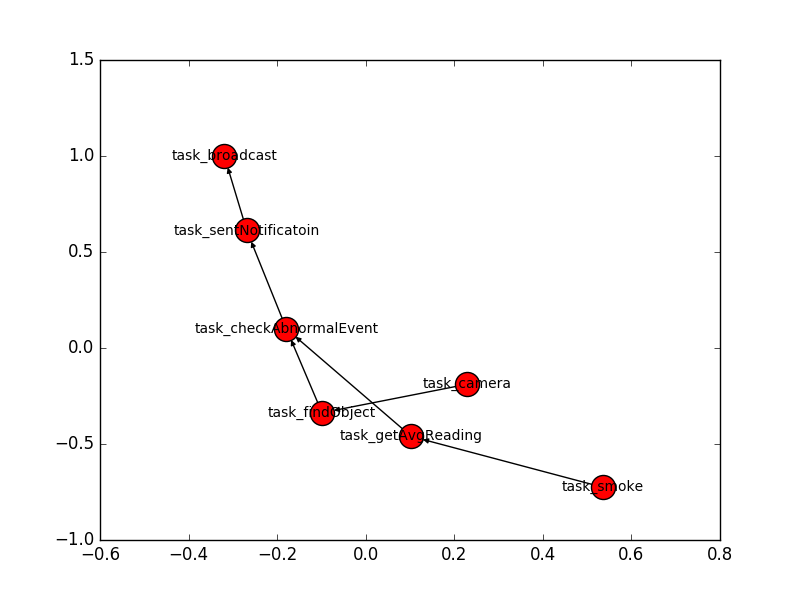 1.5
1.0
0.5
0.0
−0.5
−1.0
−0.6
−0.4
−0.2
0.0
0.2
0.4
0.6
0.8
task_broadcast
task_sentNotificatoin
task_checkAbnormalEvent
task_camera
task_findObject
task_getAvgReading
task_smoke